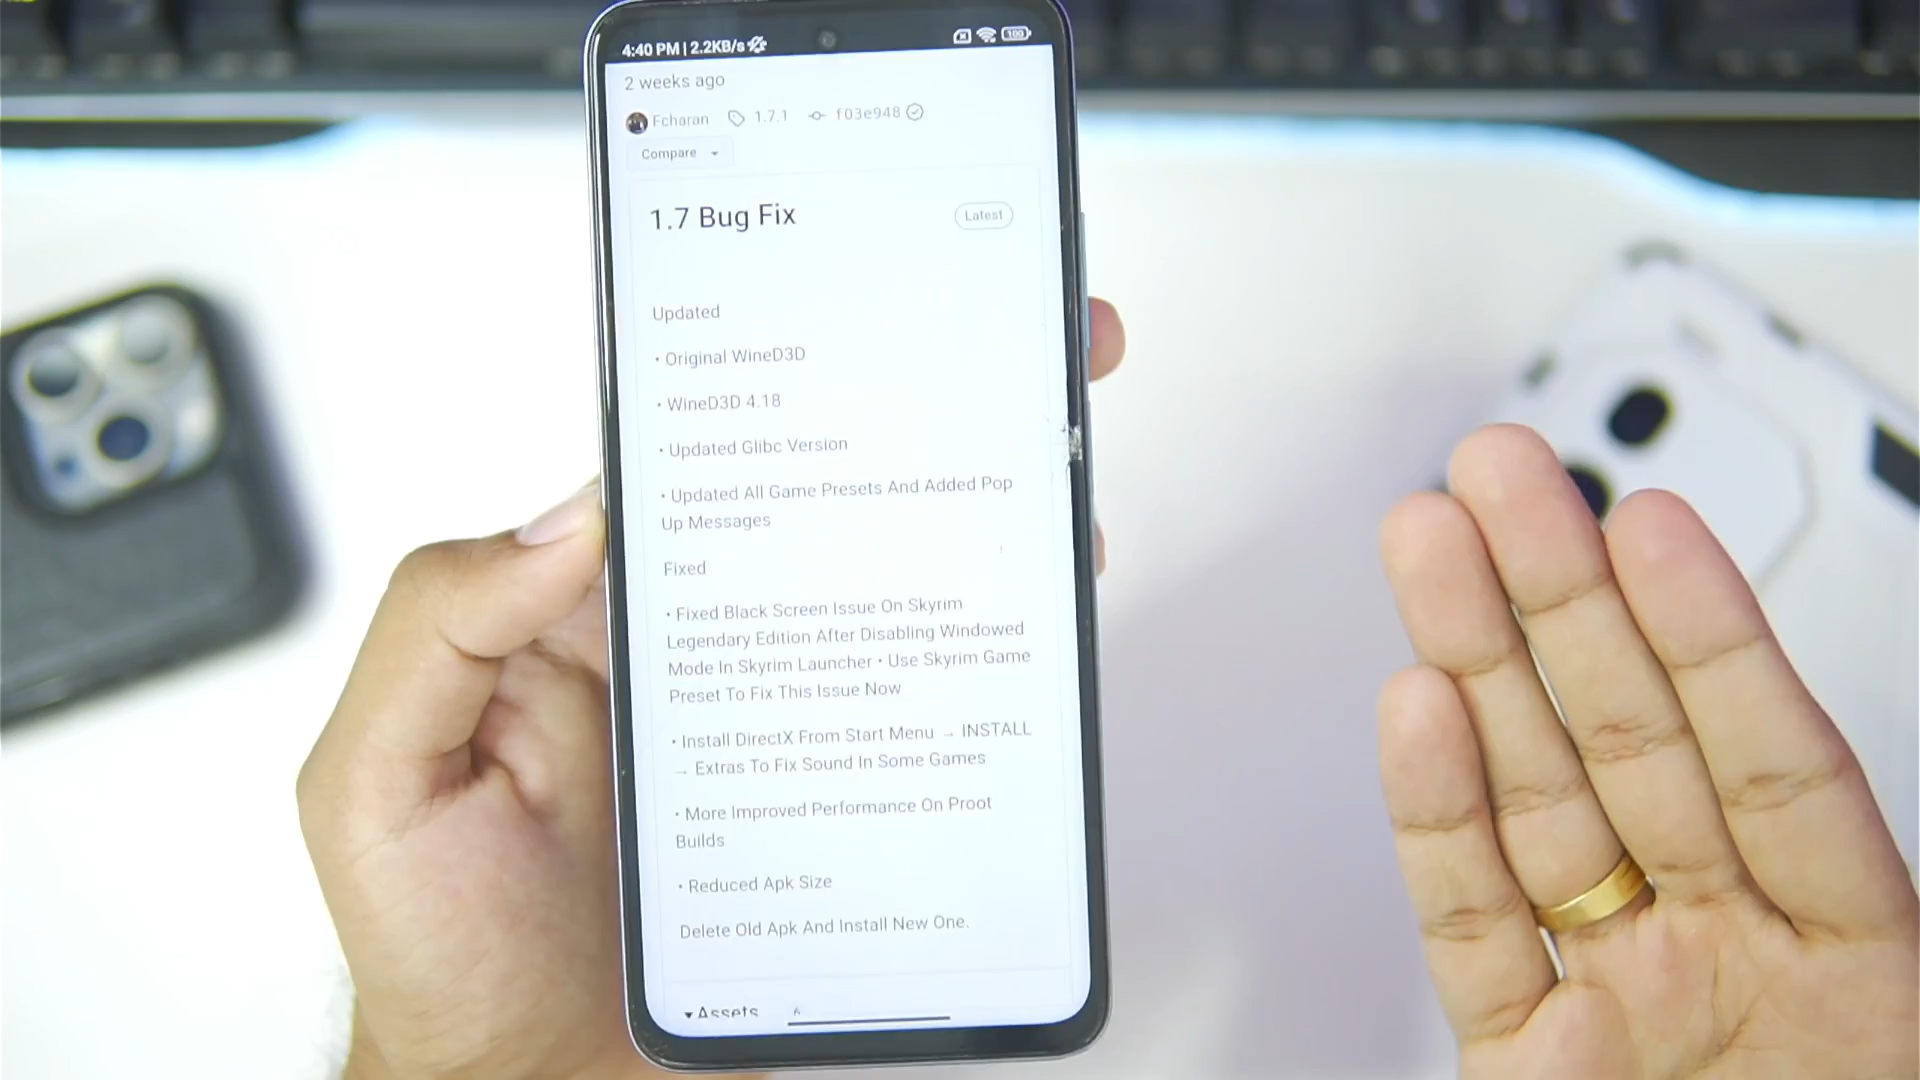 4:40 PM | 2.2KB/s
100
2 weeks ago
Fcharan 1.7.1 f03e948
Compare
1.7 Bug Fix Latest
Updated
• Original WineD3D
• WineD3D 4.18
• Updated Glibc Version
• Updated All Game Presets And Added Pop
Up Messages
Fixed
• Fixed Black Screen Issue On Skyrim
Legendary Edition After Disabling Windowed
Mode In Skyrim Launcher • Use Skyrim Game
Preset To Fix This Issue Now
• Install DirectX From Start Menu → INSTALL
→ Extras To Fix Sound In Some Games
• More Improved Performance On Proot
Builds
• Reduced Apk Size
Delete Old Apk And Install New One.
Assets